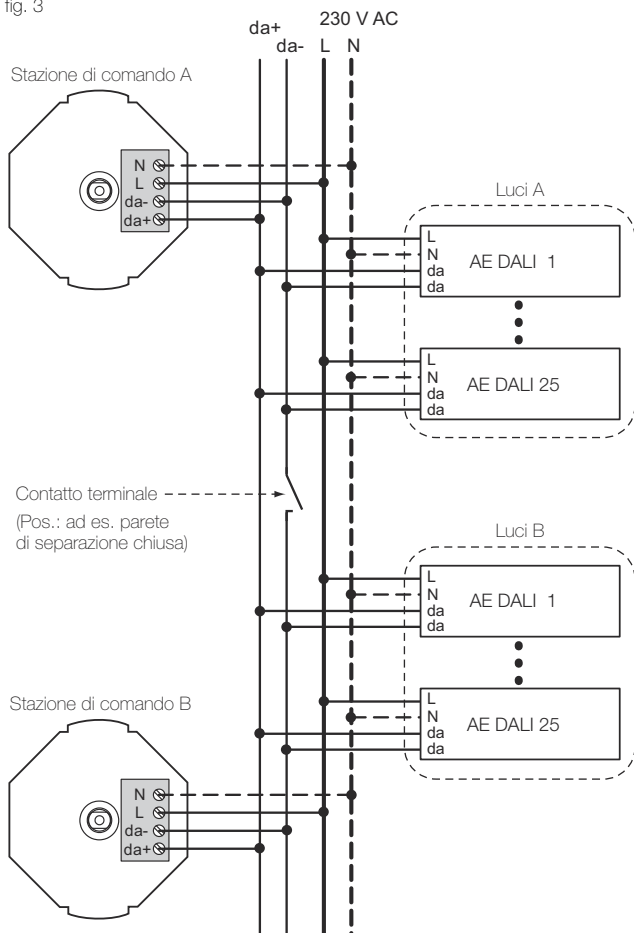 fig. 3
230 V AC
da+
da-
L
N
Stazione di comando A
N
L
da-
da+
Luci A
L
N
da
da
AE DALI 1
L
N
da
da
AE DALI 25
Contatto terminale
(Pos.: ad es. parete
di separazione chiusa)
Luci B
L
N
da
da
AE DALI 1
L
N
da
da
AE DALI 25
Stazione di comando B
N
L
da-
da+